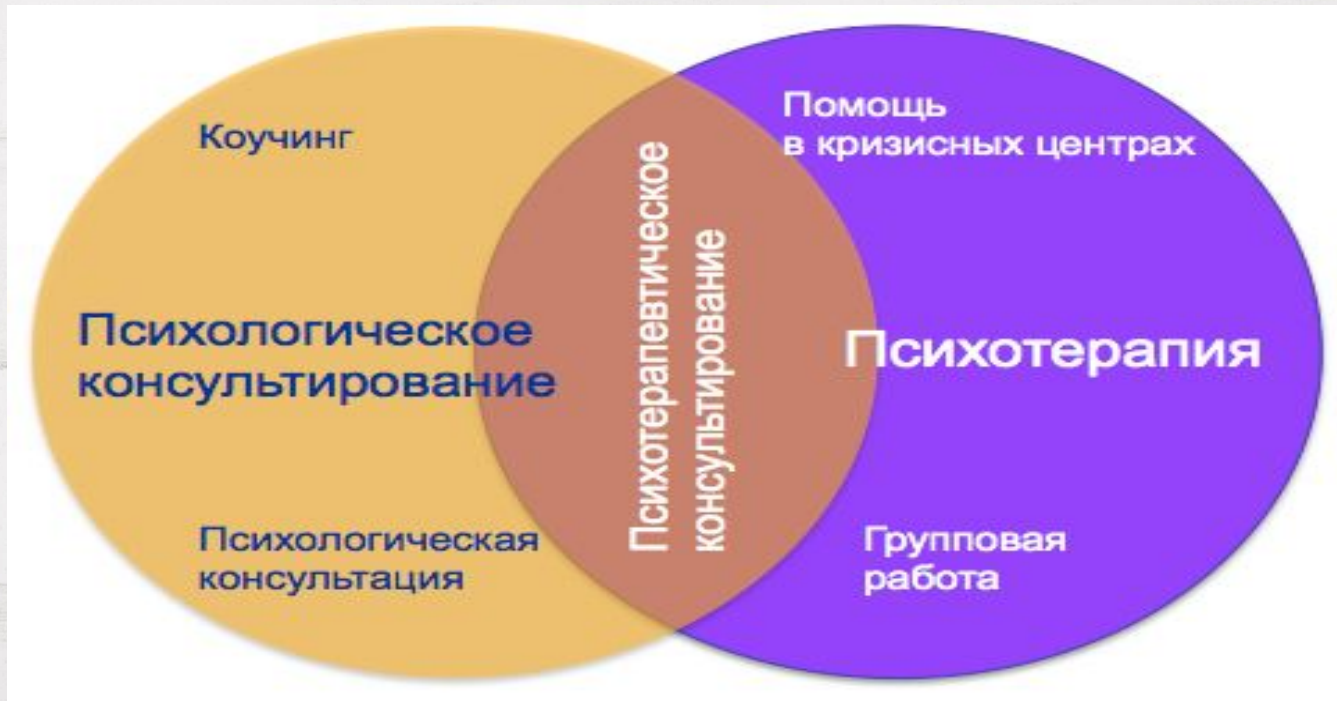 Коучинг
Психологическое
консультирование
Психологическая
консультация
Психотерапевтическое
консультирование
Помощь
в кризисных центрах
Психотерапия
Групповая
работа